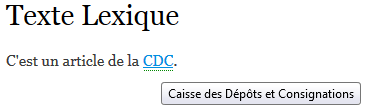 Texte Lexique
C'est un article de la CDC.
Caisse des Dépôts et Consignations